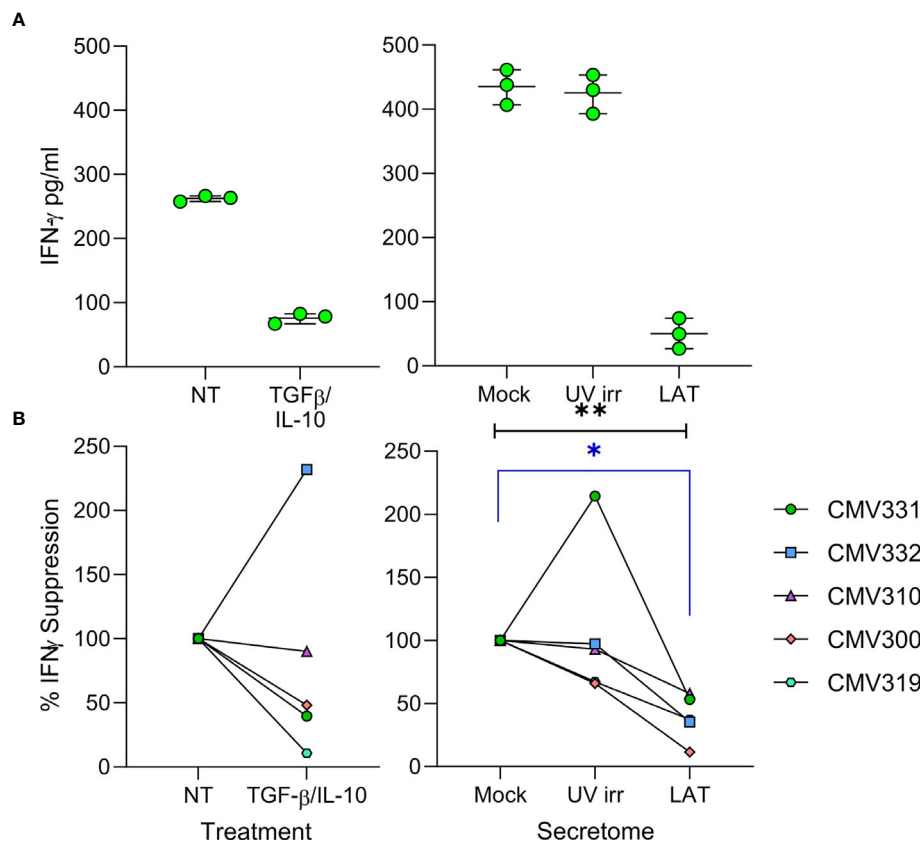 A
500
400
300
200
100
0
IFN-γ pg/ml
NT
TGFβ/
IL-10
500
400
300
200
100
0
Mock
UV irr
LAT
B
250
200
150
100
50
0
% IFNγ Suppression
NT
TGF-β/IL-10
Treatment
**
*
250
200
150
100
50
0
Mock
UV irr
LAT
Secretome
CMV331
CMV332
CMV310
CMV300
CMV319